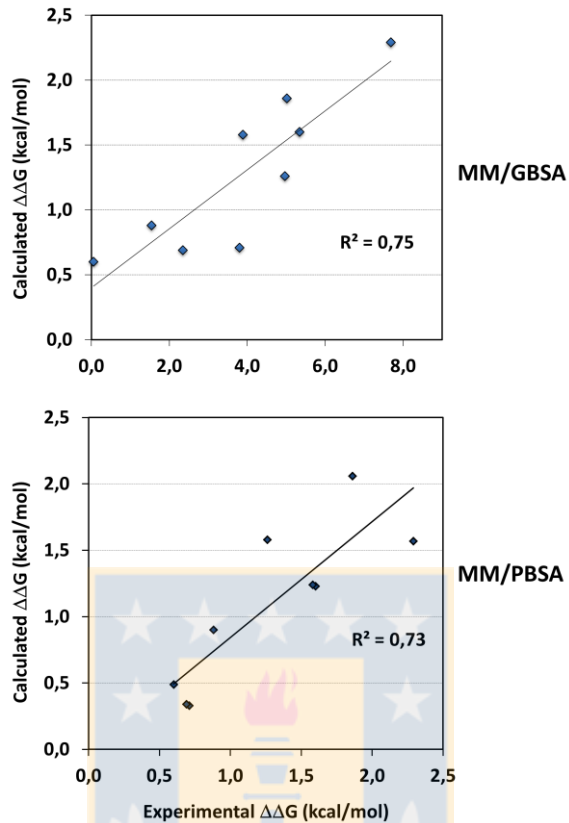 2,5
2,0
1,5
1,0
0,5
0,0
Calculated ΔΔG (kcal/mol)
MM/GBSA
R² = 0,75
0,0 2,0 4,0 6,0 8,0
2,5
2,0
1,5
1,0
0,5
0,0
Calculated ΔΔG (kcal/mol)
MM/PBSA
R² = 0,73
0,0 0,5 1,0 1,5 2,0 2,5
Experimental ΔΔG (kcal/mol)